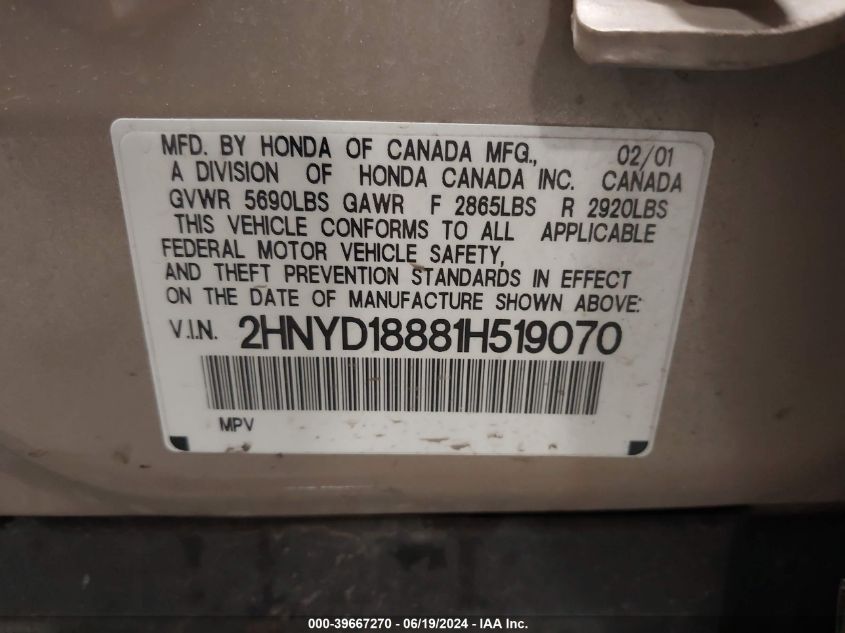 MFD. BY HONDA OF CANADA MFG., 02/01
A DIVISION OF HONDA CANADA INC. CANADA
GVWR 5690LBS GAWR F 2865LBS R 2920LBS
THIS VEHICLE CONFORMS TO ALL APPLICABLE
FEDERAL MOTOR VEHICLE SAFETY,
AND THEFT PREVENTION STANDARDS IN EFFECT
ON THE DATE OF MANUFACTURE SHOWN ABOVE:
V.I.N. 2HNYD18881H519070
MPV
000-39667270 - 06/19/2024 - IAA Inc.